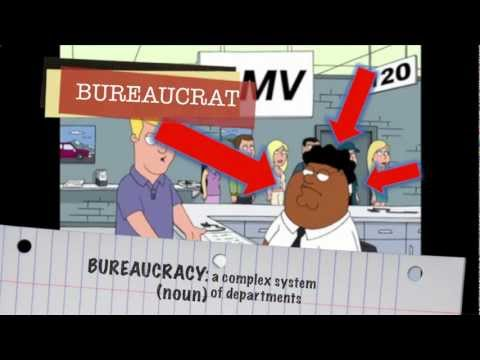 BUREAUCRAT
MV
120
BUREAUCRACY: a complex system
(noun) of departments